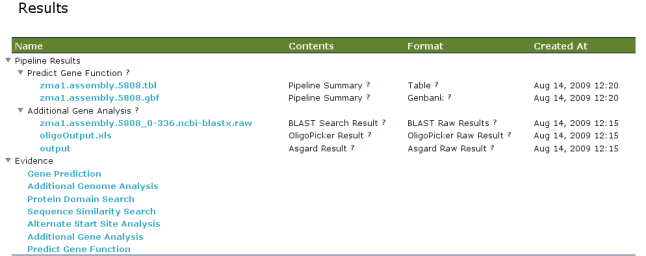 Results
Name Contents Format Created At
Pipeline Results
Predict Gene Function ?
zma1.assembly.5808.tbl Pipeline Summary ? Table ? Aug 14, 2009 12:20
zma1.assembly.5808.gbf Pipeline Summary ? Genbank ? Aug 14, 2009 12:20
Additional Gene Analysis ?
zma1.assembly.5808_0-336.ncbi-blastx.raw BLAST Search Result ? BLAST Raw Results ? Aug 14, 2009 12:15
oligoOutput.xls OligoPicker Result ? OligoPicker Raw Result ? Aug 14, 2009 12:15
output Asgard Result ? Asgard Raw Result ? Aug 14, 2009 12:15
Evidence
Gene Prediction
Additional Genome Analysis
Protein Domain Search
Sequence Similarity Search
Alternate Start Site Analysis
Additional Gene Analysis
Predict Gene Function